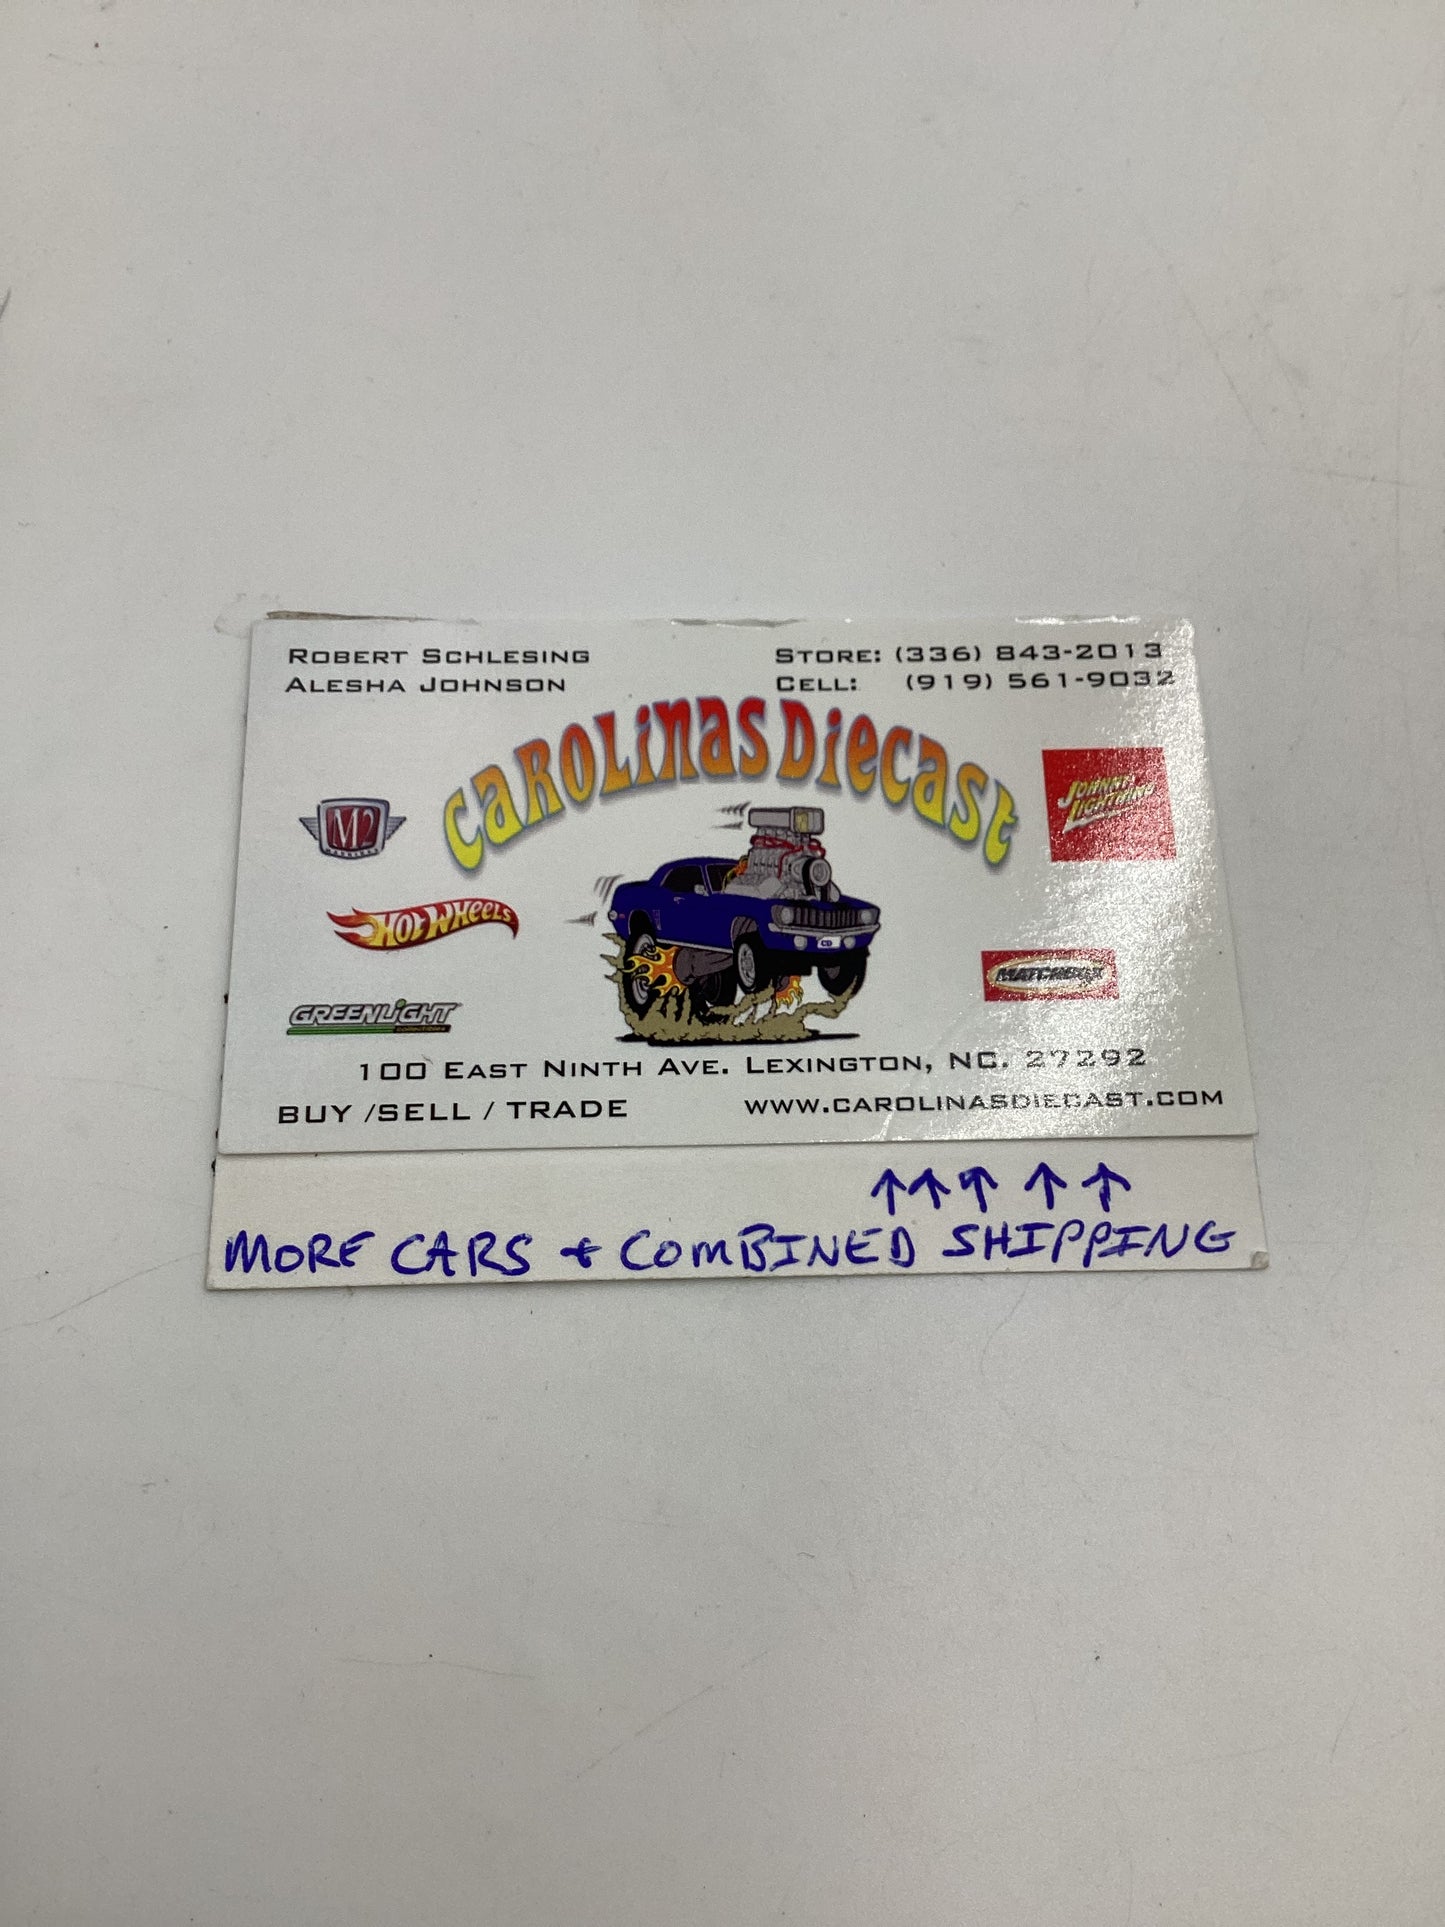 ROBERT SCHLESING
ALESHA JOHNSON
STORE: (336) 843-2013
CELL: (919) 561-9032
CAROLINAS DIECAST
M2
JOHNNY LIGHTNING
HOT WHEELS
CD
MATCHBOX
GREENLIGHT
100 EAST NINTH AVE. LEXINGTON, NC. 27292
BUY /SELL / TRADE
WWW.CAROLINASDIECAST.COM
↑ ↑ ↑ ↑ ↑
MORE CARS + COMBINED SHIPPING